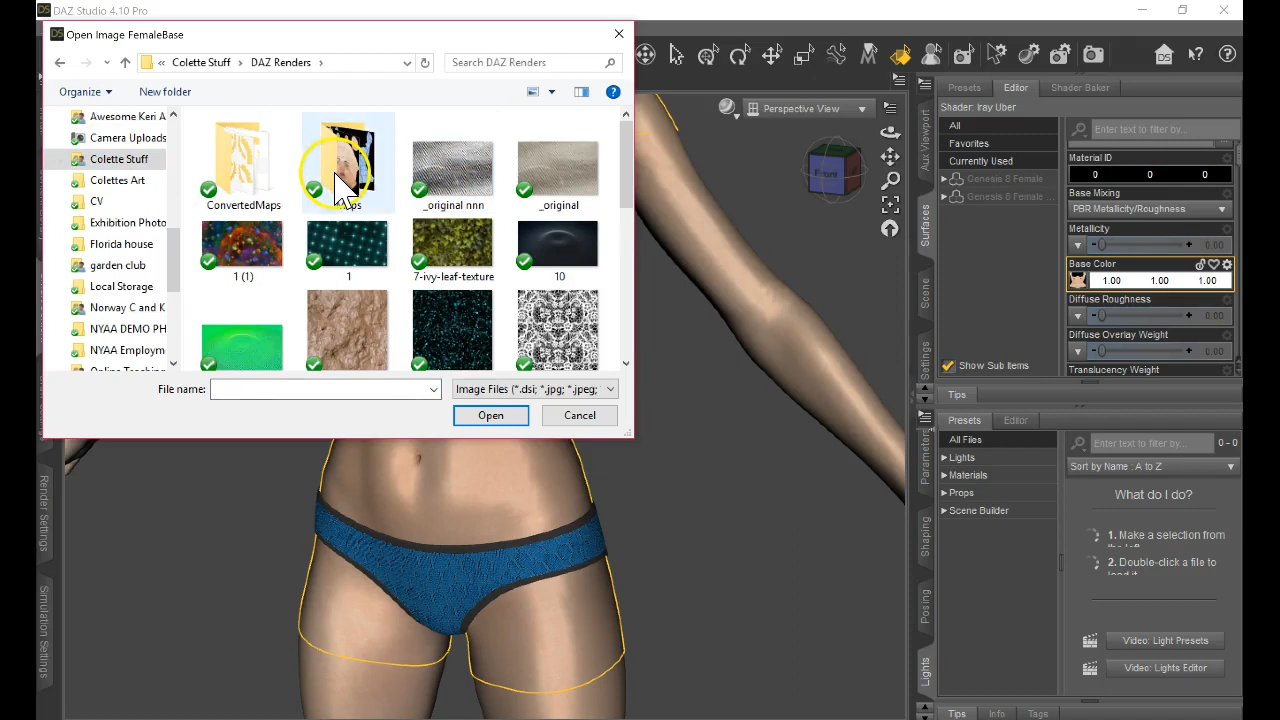 DAZ Studio 4.10 Pro
Open Image FemaleBase
« Colette Stuff > DAZ Renders >
Search DAZ Renders
Organize
New folder
Awesome Keri A
Camera Uploads
Colette Stuff
Colettes Art
CV
Exhibition Photo
Florida house
garden club
Local Storage
Norway C and K
NYAA DEMO PH
NYAA Employm
ConvertedMaps
_original nnn
_original
1 (1)
1
7-ivy-leaf-texture
10
File name:
Image Files (*.dsi; *.jpg; *.jpeg;
Open
Cancel
Perspective View
Front
Presets
Editor
Shader Baker
Shader: Iray Uber
All
Favorites
Currently Used
Genesis 8 Female
Genesis 8 Female ...
Enter text to filter by...
Material ID
0 0 0
Base Mixing
PBR Metallicity/Roughness
Metallicity
0.00
Base Color
1.00 1.00 1.00
Diffuse Roughness
0.00
Diffuse Overlay Weight
0.00
Translucency Weight
Show Sub Items
Tips
Aux Viewport
Surfaces
Scene
Settings
Parameters
Shaping
Posing
Lights
Render Settings
Simulation Settings
Presets
Editor
All Files
Lights
Materials
Props
Scene Builder
Enter text to filter by...
0 - 0
Sort by Name : A to Z
What do I do?
1. Make a selection from
2. Double-click a file to
Video: Light Presets
Video: Lights Editor
Tips
Info
Tags